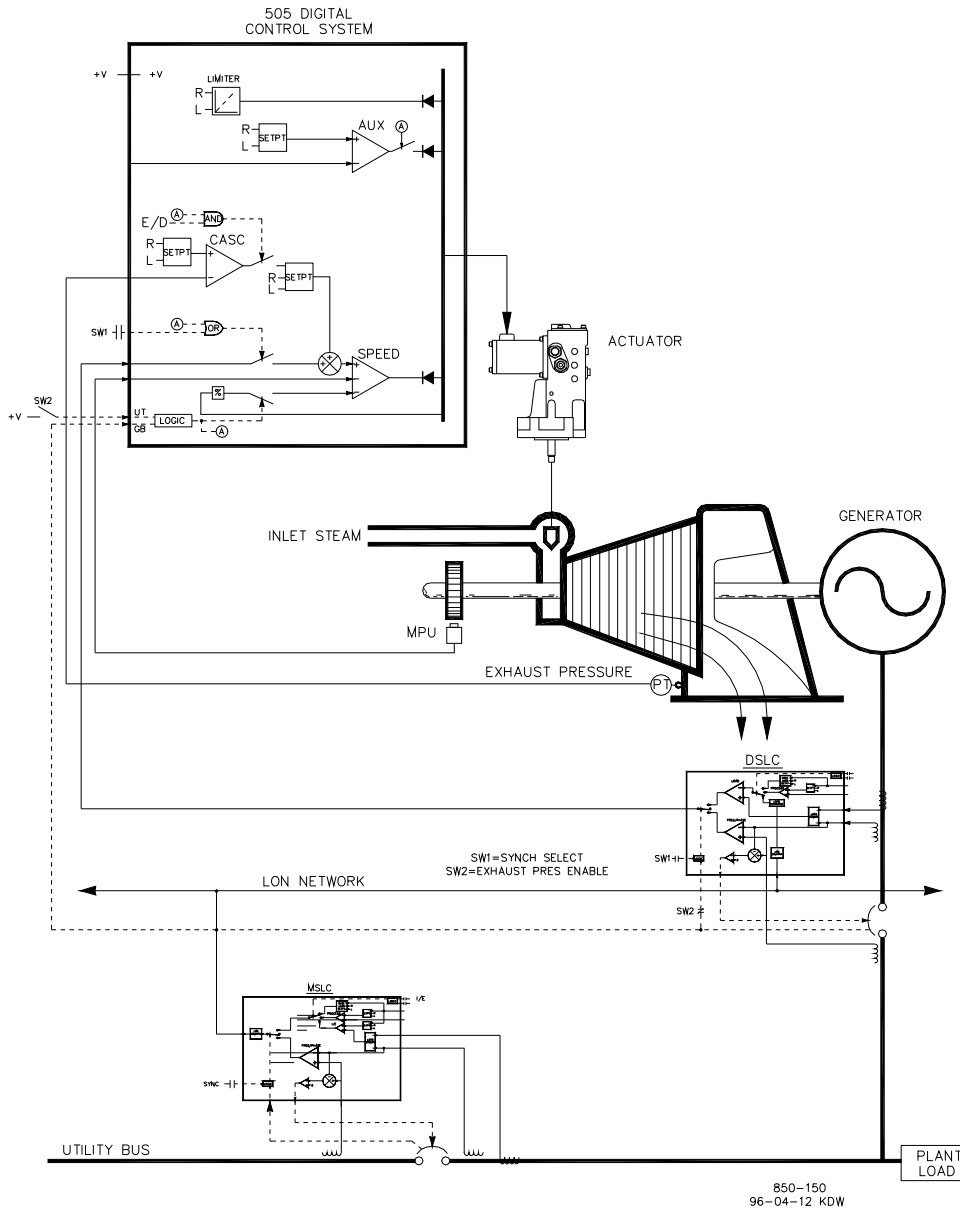 505 DIGITAL
CONTROL SYSTEM
+V +V
LIMITER
R
L
AUX
A
R
SETPT
L
+
−
A
E/D
AND
CASC
R
SETPT
L
+
−
R
SETPT
L
A
SW1
OR
SPEED
+
−
−
%
SW2
+V
UT
GB
LOGIC
A
ACTUATOR
INLET STEAM
GENERATOR
MPU
EXHAUST PRESSURE
PT
DSLC
LOAD
SW1
SW1=SYNCH SELECT
SW2=EXHAUST PRES ENABLE
LON NETWORK
SW2
MSLC
I/E
SYNC
UTILITY BUS
PLANT
LOAD
850-150
96-04-12 KDW